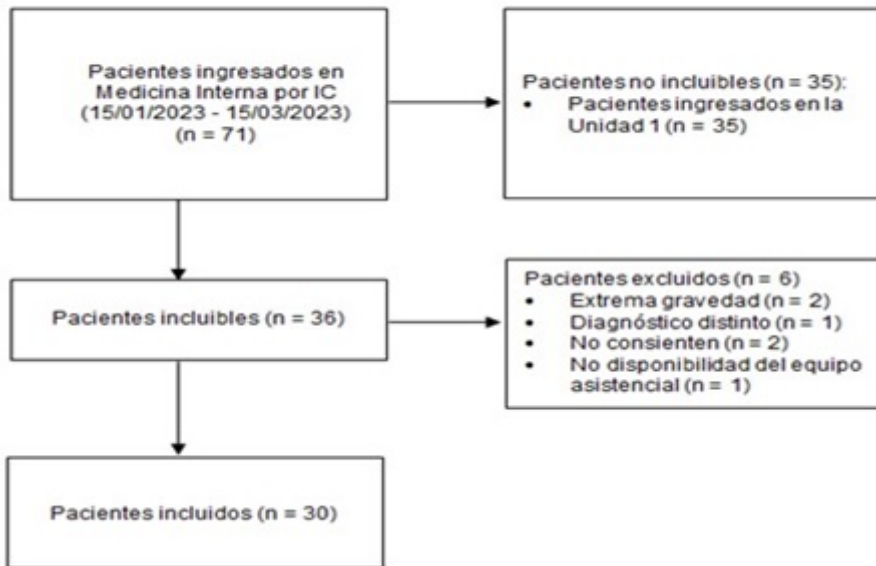 Pacientes ingresados en
Medicina Interna por IC
(15/01/2023 - 15/03/2023)
(n = 71)
Pacientes no incluibles (n = 35):
• Pacientes ingresados en la
Unidad 1 (n = 35)
Pacientes incluibles (n = 36)
Pacientes excluidos (n = 6)
• Extrema gravedad (n = 2)
• Diagnóstico distinto (n = 1)
• No consienten (n = 2)
• No disponibilidad del equipo
asistencial (n = 1)
Pacientes incluidos (n = 30)